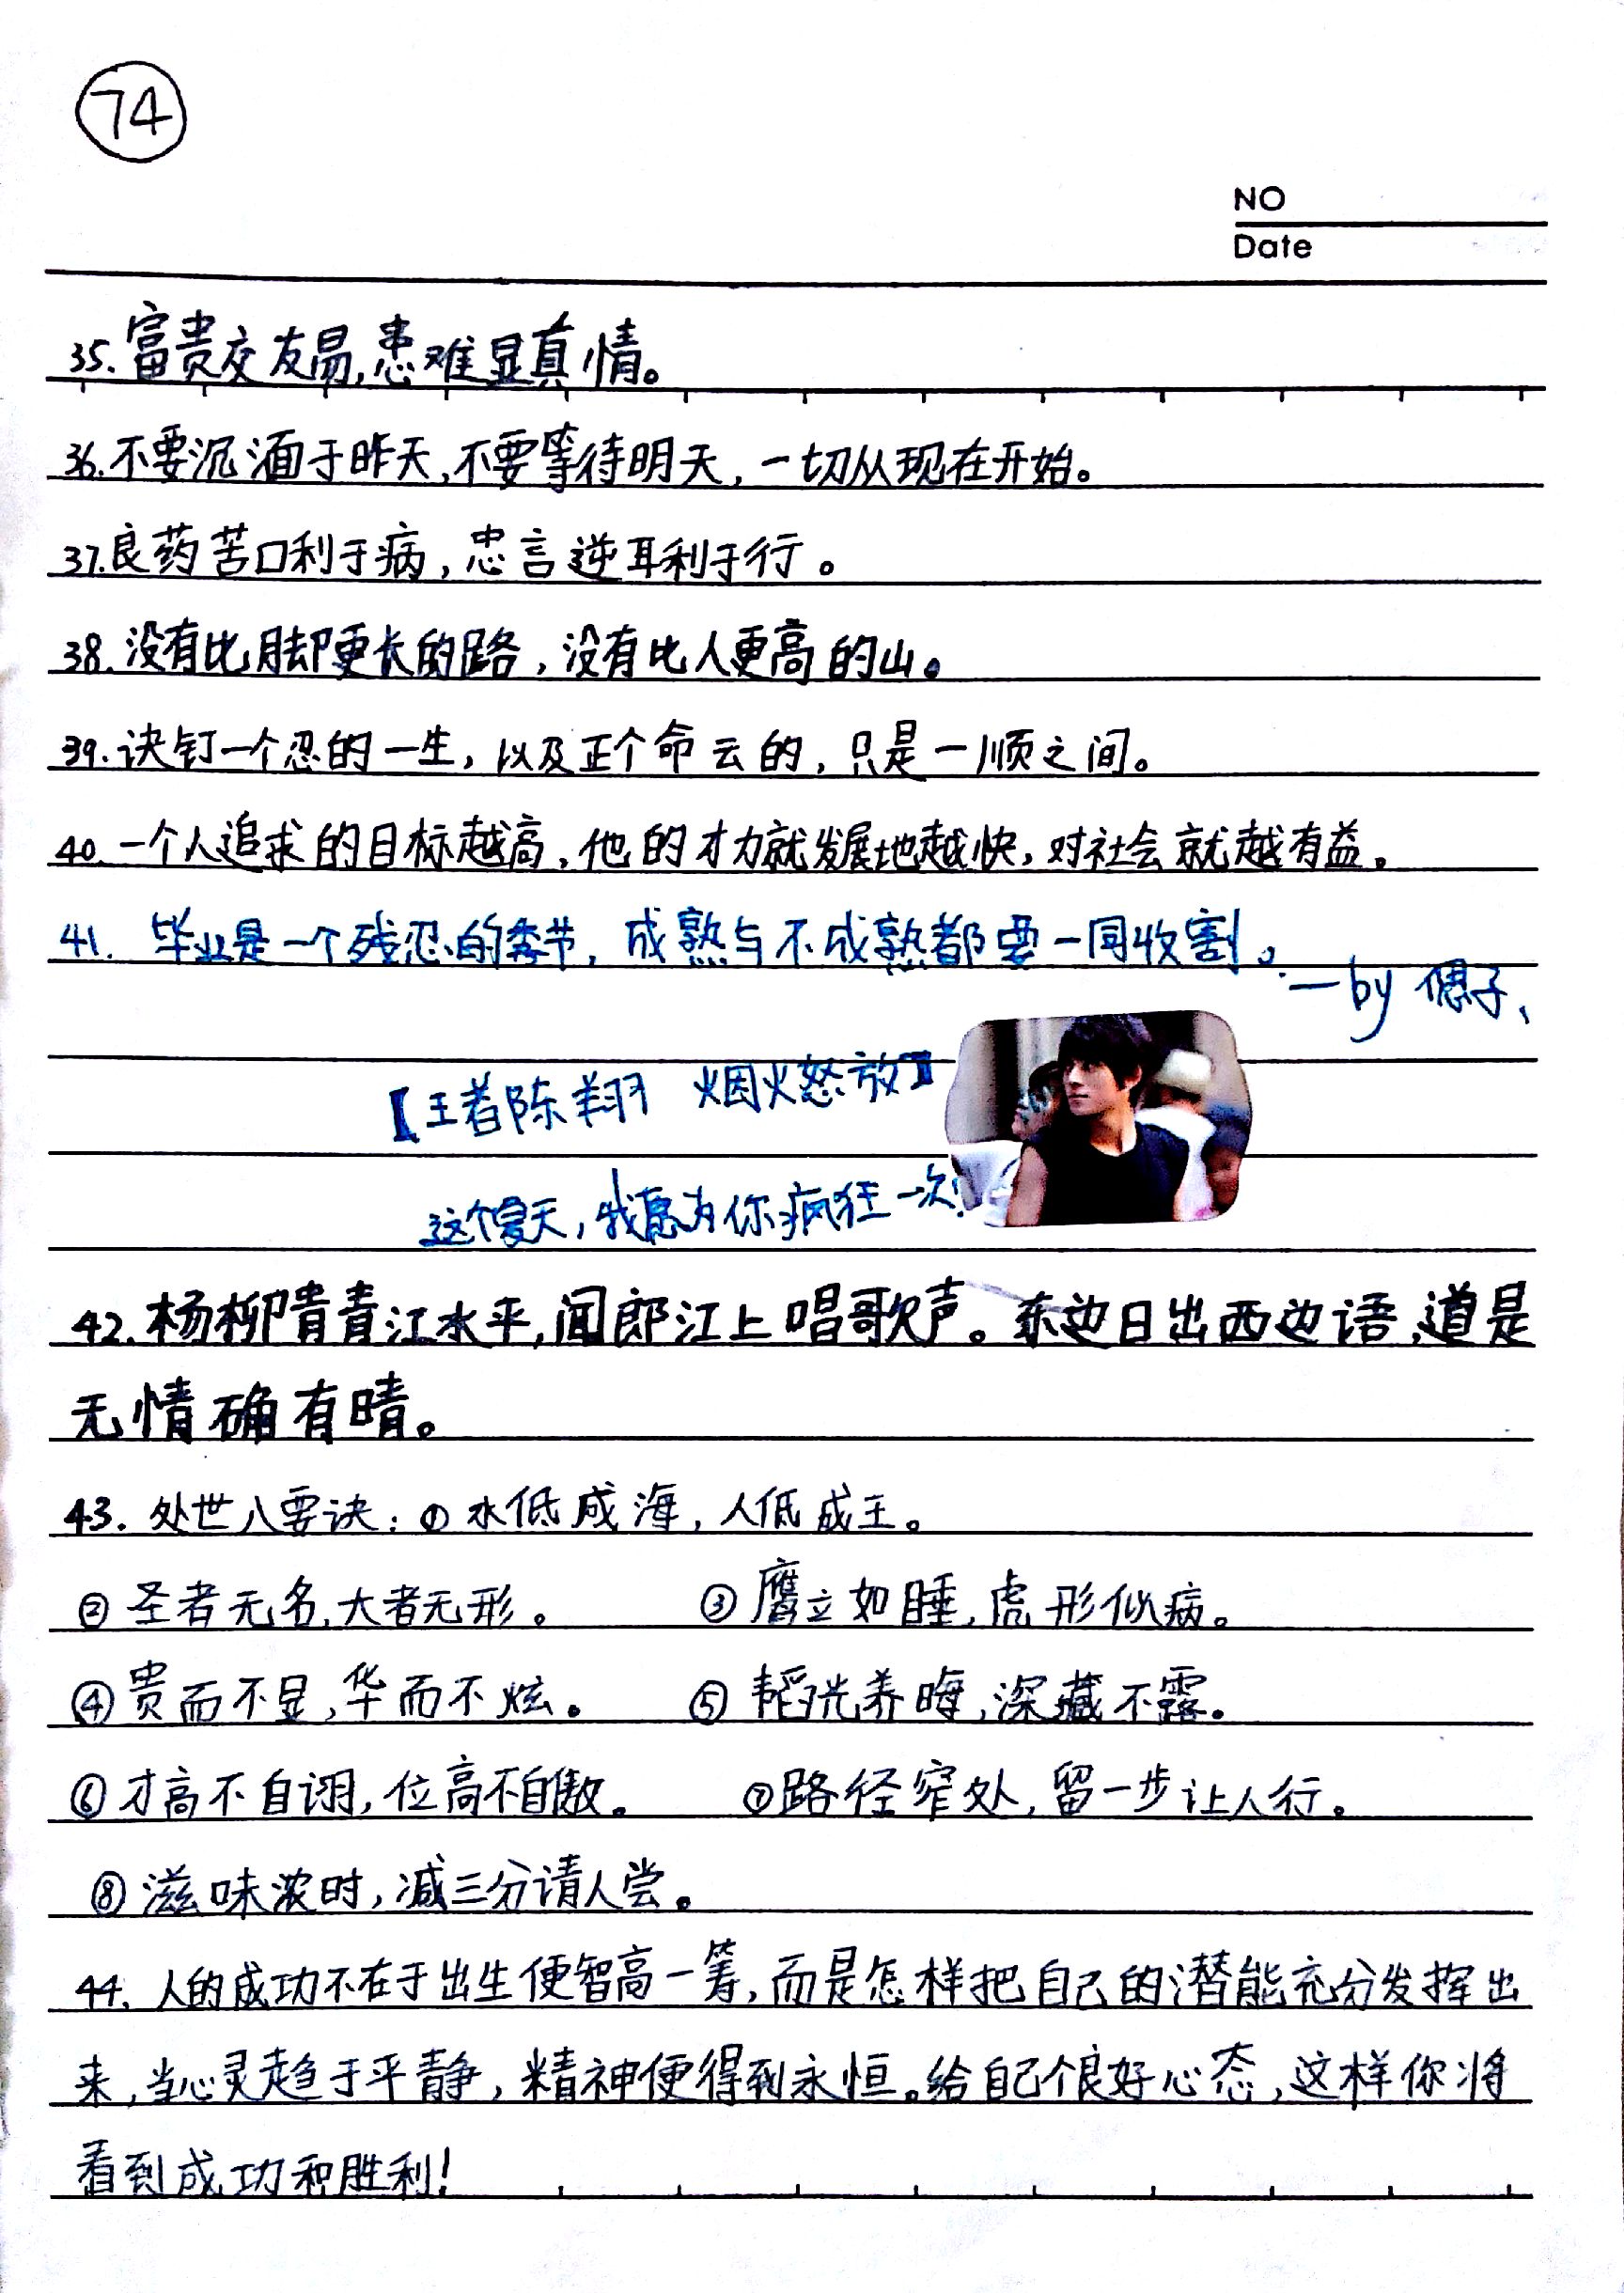 74
NO
Date
35.富贵交友易,患难显真情。
36.不要沉湎于昨天,不要等待明天,一切从现在开始。
37.良药苦口利于病,忠言逆耳利于行。
38.没有比脚更长的路,没有比人更高的山。
39.诀钉一个忍的一生,以及正个命云的,只是一顺之间。
40.一个人追求的目标越高,他的才力就发展地越快,对社会就越有益。
41. 毕业是一个残忍的季节,成熟与不成熟都要一同收割。
—by 子、
【王者陈翔 烟火怒放】
这个夏天,我愿为你疯狂一次!
42.杨柳青青江水平,闻郎江上唱歌声。东边日出西边语,道是
无情确有晴。
43. 处世八要诀:①水低成海,人低成王。
②圣者无名,大者无形。 ③鹰立如睡,虎形似病。
④贵而不显,华而不炫。 ⑤韬光养晦,深藏不露。
⑥才高不自诩,位高不自傲。 ⑦路径窄处,留一步让人行。
⑧滋味浓时,减三分请人尝。
44. 人的成功不在于出生便智高一筹,而是怎样把自己的潜能充分发挥出
来,当心灵趋于平静,精神便得到永恒。给自己个良好心态,这样你将
看到成功和胜利!